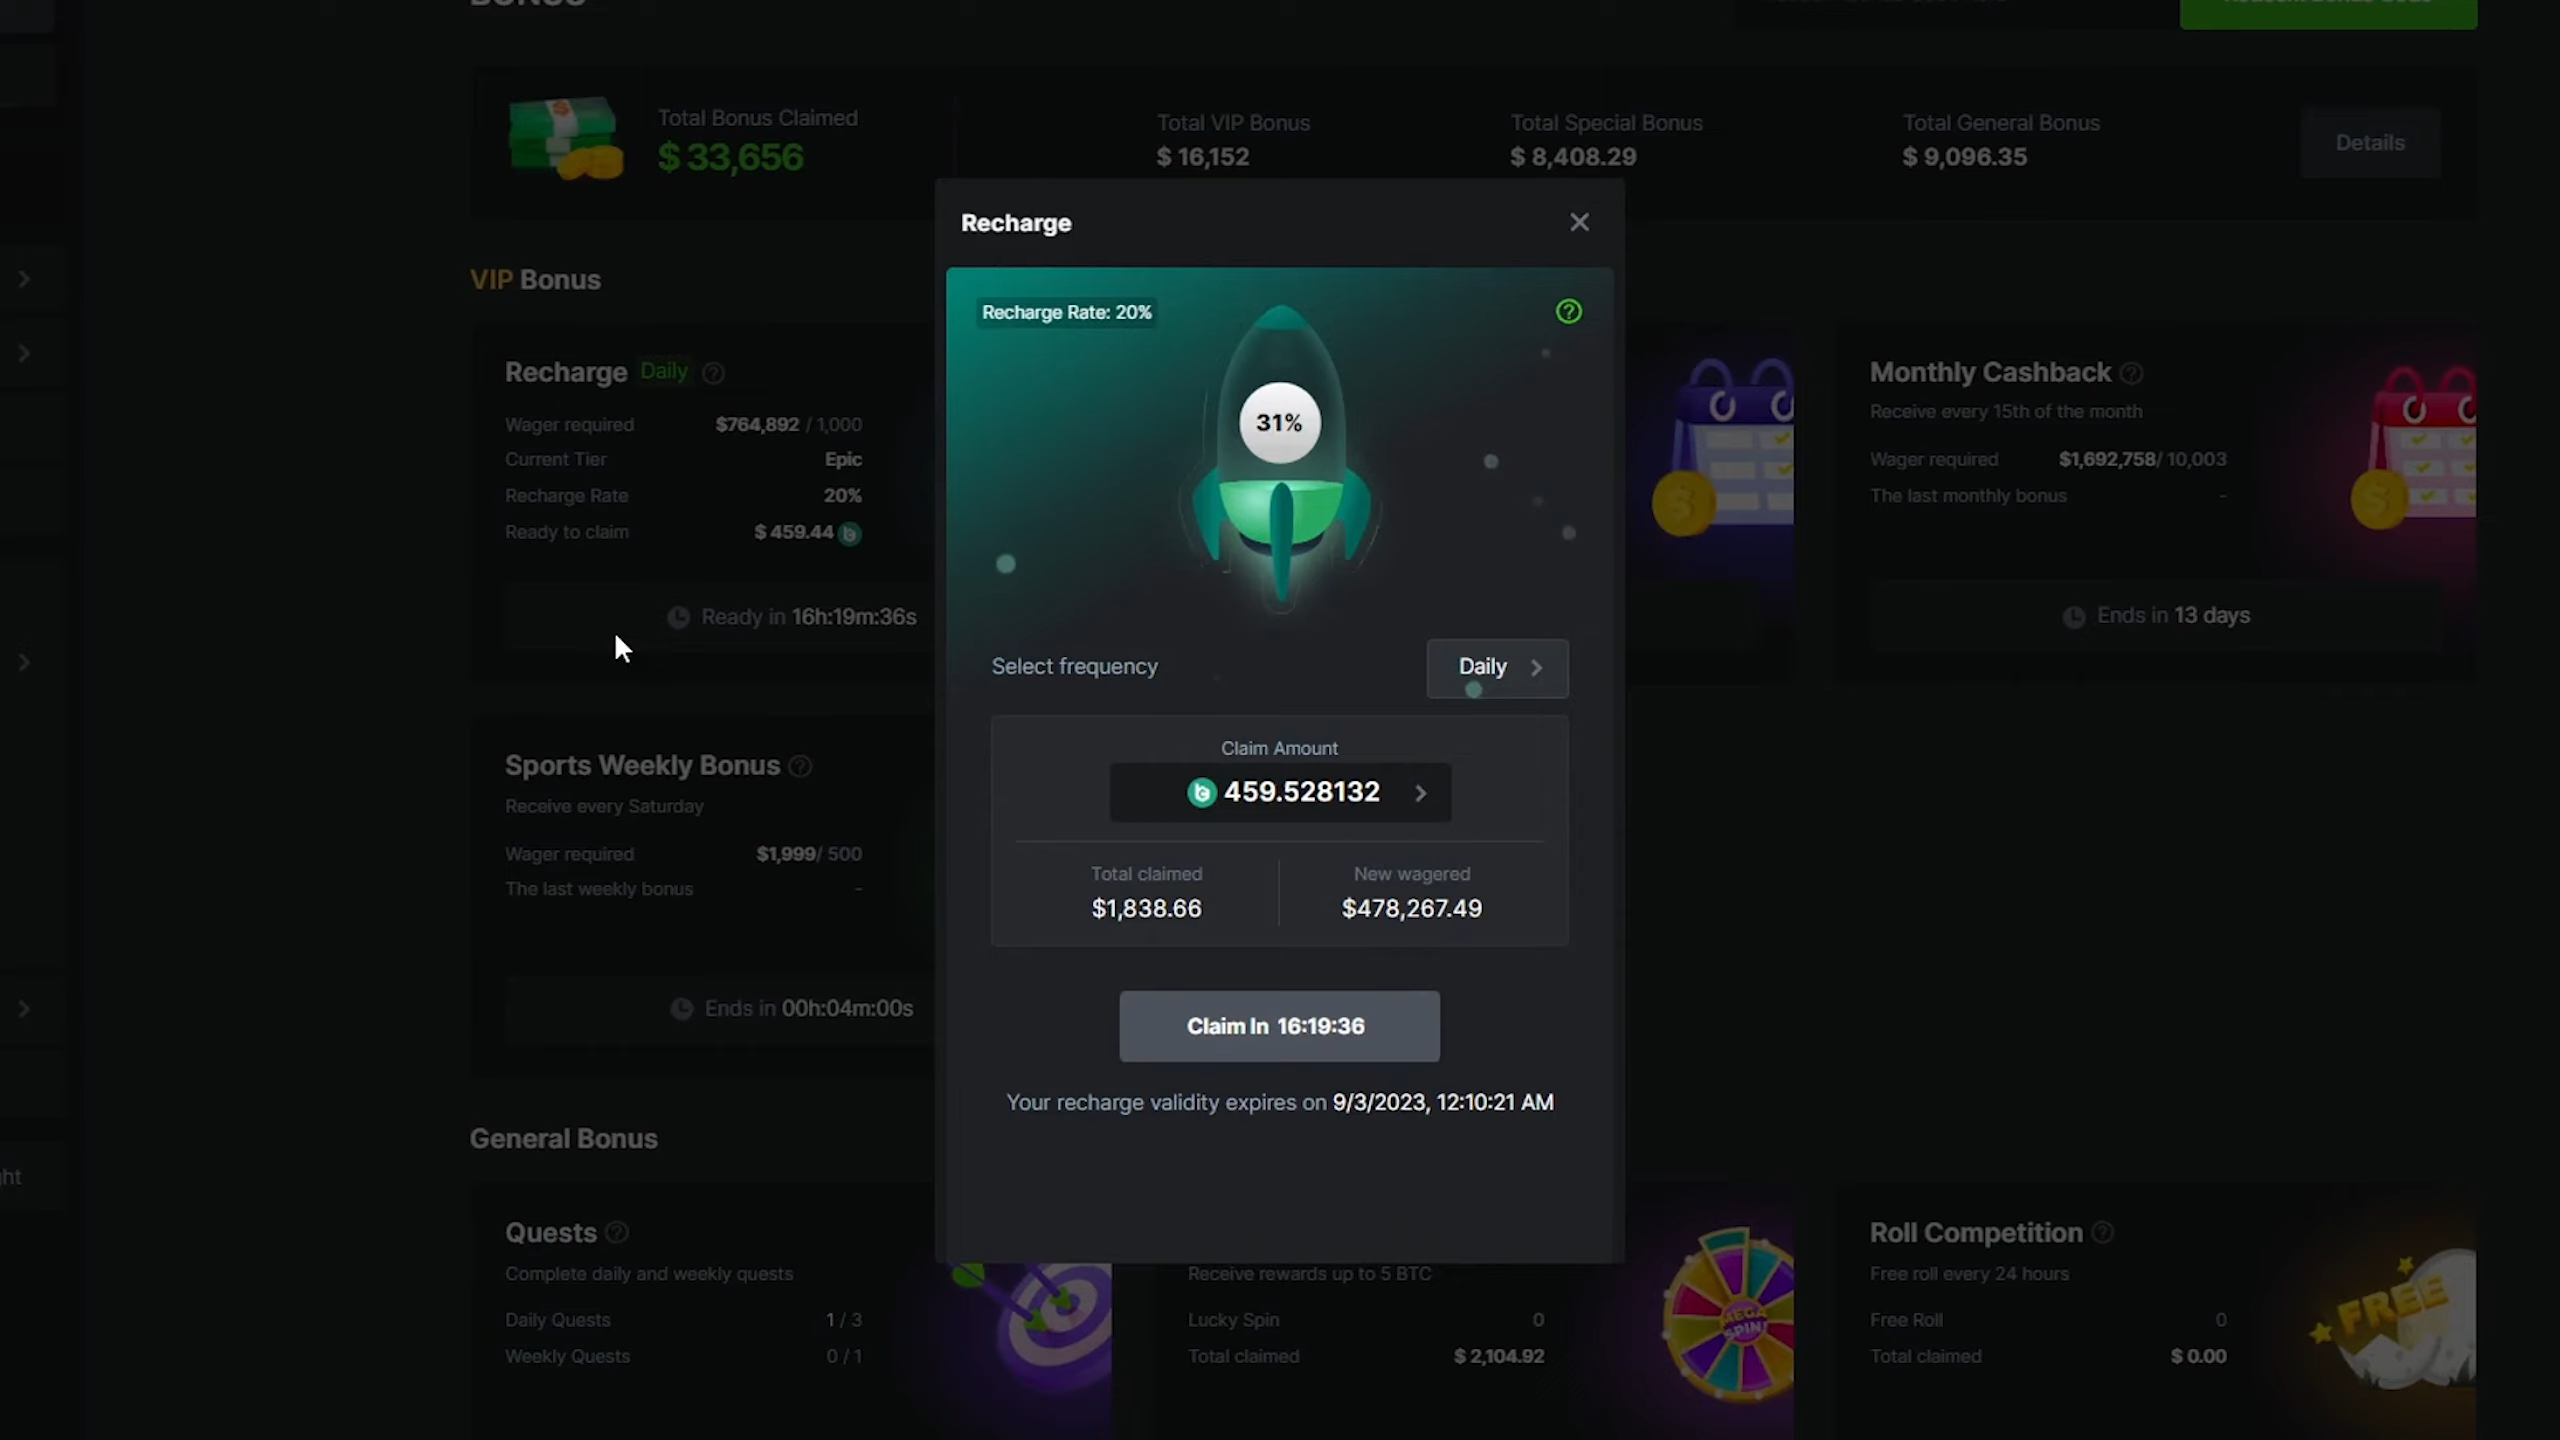 BONUS
Total Bonus Claimed
$ 33,656
Total VIP Bonus
$ 16,152
Total Special Bonus
$ 8,408.29
Total General Bonus
$ 9,096.35
Details
VIP Bonus
Recharge Daily
Wager required $764,892 / 1,000
Current Tier Epic
Recharge Rate 20%
Ready to claim $ 459.44
Ready in 16h:19m:36s
Recharge
Recharge Rate: 20%
31%
Select frequency Daily
Claim Amount
459.528132
Total claimed New wagered
$1,838.66 $478,267.49
Claim In 16:19:36
Your recharge validity expires on 9/3/2023, 12:10:21 AM
Monthly Cashback
Receive every 15th of the month
Wager required $1,692,758/ 10,003
The last monthly bonus -
Ends in 13 days
Sports Weekly Bonus
Receive every Saturday
Wager required $1,999/ 500
The last weekly bonus -
Ends in 00h:04m:00s
General Bonus
ht
Quests
Complete daily and weekly quests
Daily Quests 1 / 3
Weekly Quests 0 / 1
Receive rewards up to 5 BTC
Lucky Spin 0
Total claimed $ 2,104.92
MEGA
SPIN!
Roll Competition
Free roll every 24 hours
Free Roll 0
Total claimed $ 0.00
FREE